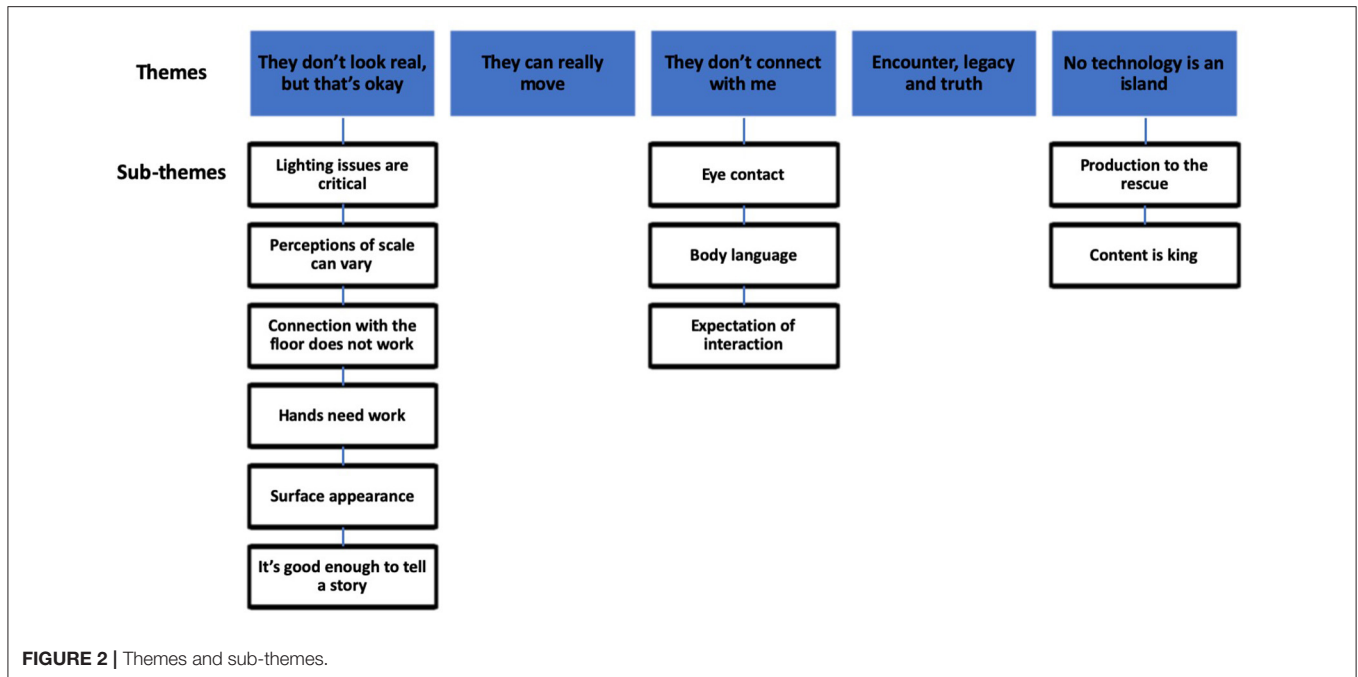 Themes
They don't look real,
but that's okay
They can really
move
They don't connect
with me
Encounter, legacy
and truth
No technology is an
island
Sub-themes
Lighting issues are
critical
Perceptions of scale
can vary
Connection with the
floor does not work
Hands need work
Surface appearance
It's good enough to tell
a story
Eye contact
Body language
Expectation of
interaction
Production to the
rescue
Content is king
FIGURE 2 | Themes and sub-themes.